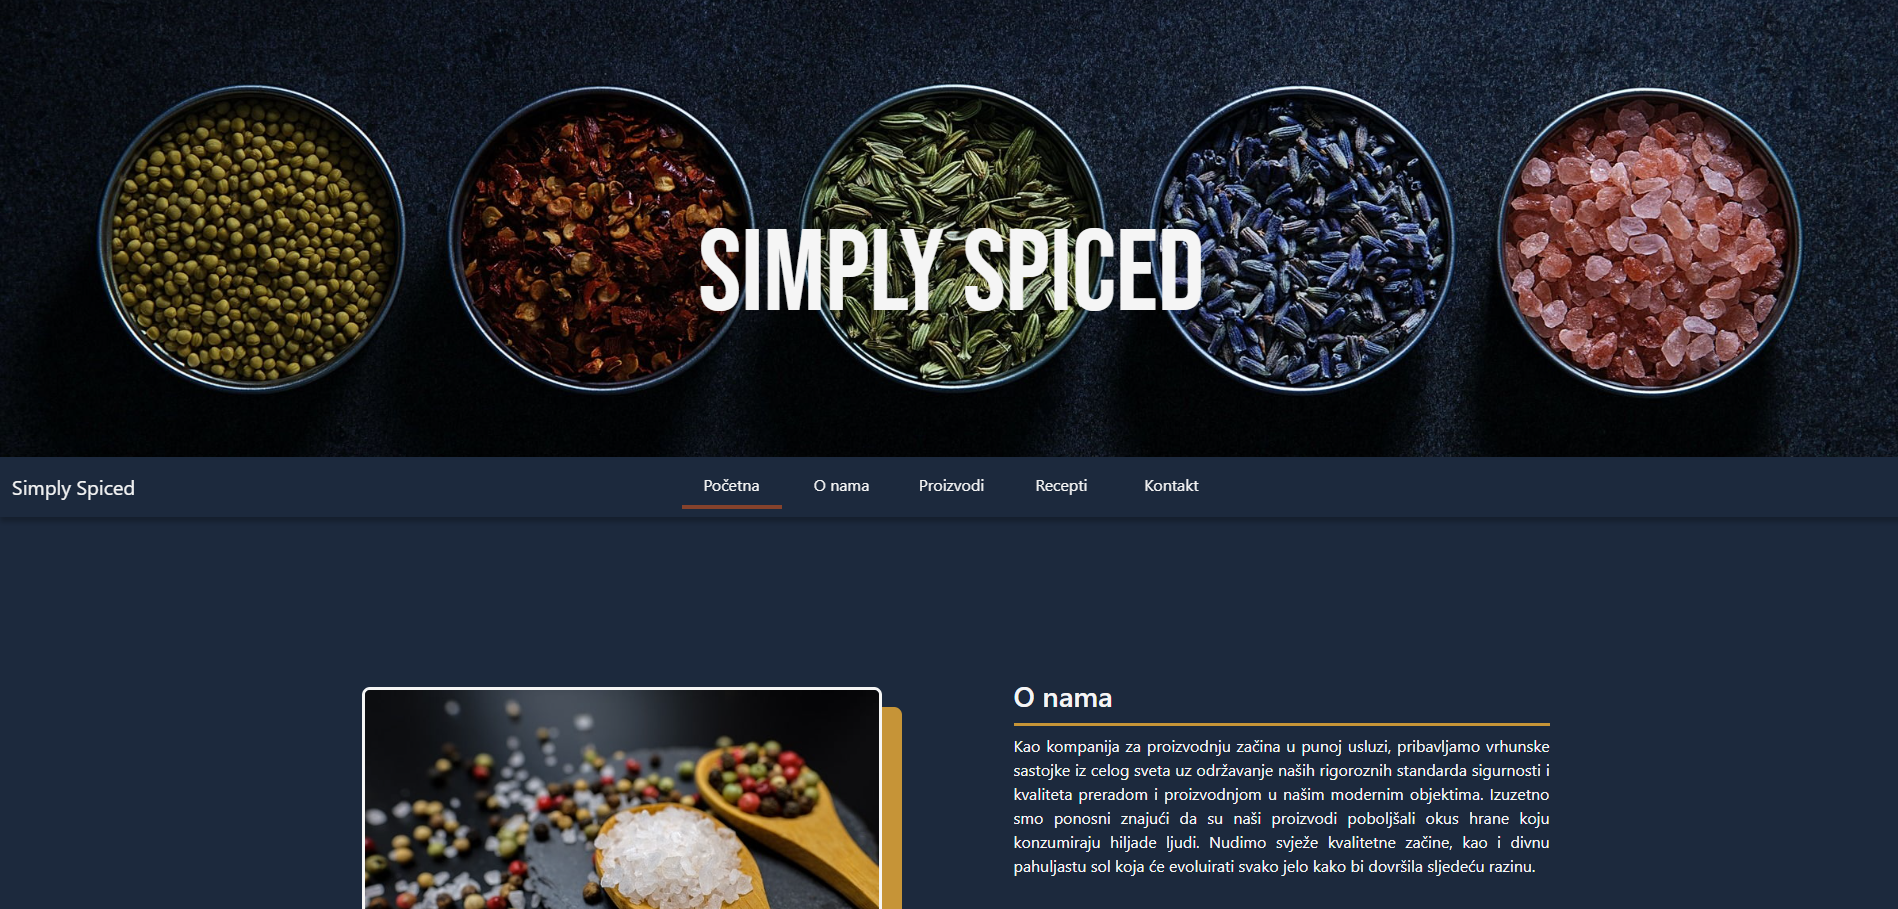 SIMPLY SPICED
Simply Spiced
Početna O nama Proizvodi Recepti Kontakt
O nama
Kao kompanija za proizvodnju začina u punoj usluzi, pribavljamo vrhunske
sastojke iz celog sveta uz održavanje naših rigoroznih standarda sigurnosti i
kvaliteta preradom i proizvodnjom u našim modernim objektima. Izuzetno
smo ponosni znajući da su naši proizvodi poboljšali okus hrane koju
konzumiraju hiljade ljudi. Nudimo svježe kvalitetne začine, kao i divnu
pahuljastu sol koja će evoluirati svako jelo kako bi dovršila sljedeću razinu.